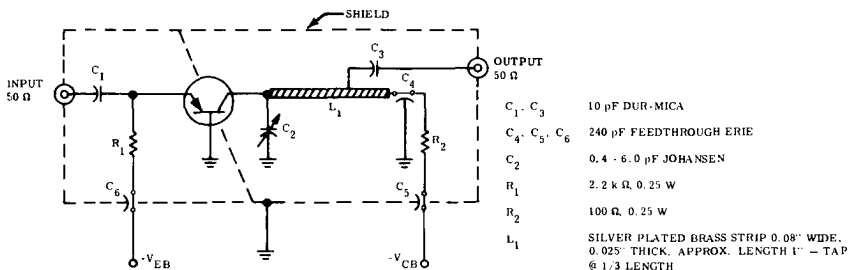 SHIELD
INPUT
50 Ω
C1
C3
OUTPUT
50 Ω
C4
L1
C2
R1
R2
C6
C5
-VEB
-VCB
C1, C3 10 pF DUR-MICA
C4, C5, C6 240 pF FEEDTHROUGH ERIE
C2 0.4 - 6.0 pF JOHANSEN
R1 2.2 k Ω, 0.25 W
R2 100 Ω, 0.25 W
L1 SILVER PLATED BRASS STRIP 0.08" WIDE,
0.025" THICK, APPROX. LENGTH 1" — TAP
@ 1/3 LENGTH